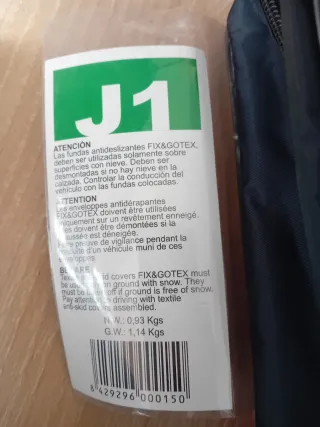 J1
ATENCIÓN
Las fundas antideslizantes FIX&GOTEX,
deben ser utilizadas solamente sobre
superficies con nieve. Deben ser
desmontadas si no hay nieve en la
calzada. Controlar la conducción del
vehículo con las fundas colocadas.
ATTENTION
Les enveloppes antidérapantes
FIX&GOTEX doivent être utilisées
uniquement sur un revêtement enneigé.
doivent être démontées si la
est déneigée.
preuve de vigilance pendant la
d'un véhicule muni de ces
enveloppes.
covers FIX&GOTEX must
be used on ground with snow. They
must be off if ground is free of snow.
Pay attention to driving with textile
anti-skid covers assembled.
N.W.: 0,93 Kgs
G.W.: 1,14 Kgs
8 429296 000150